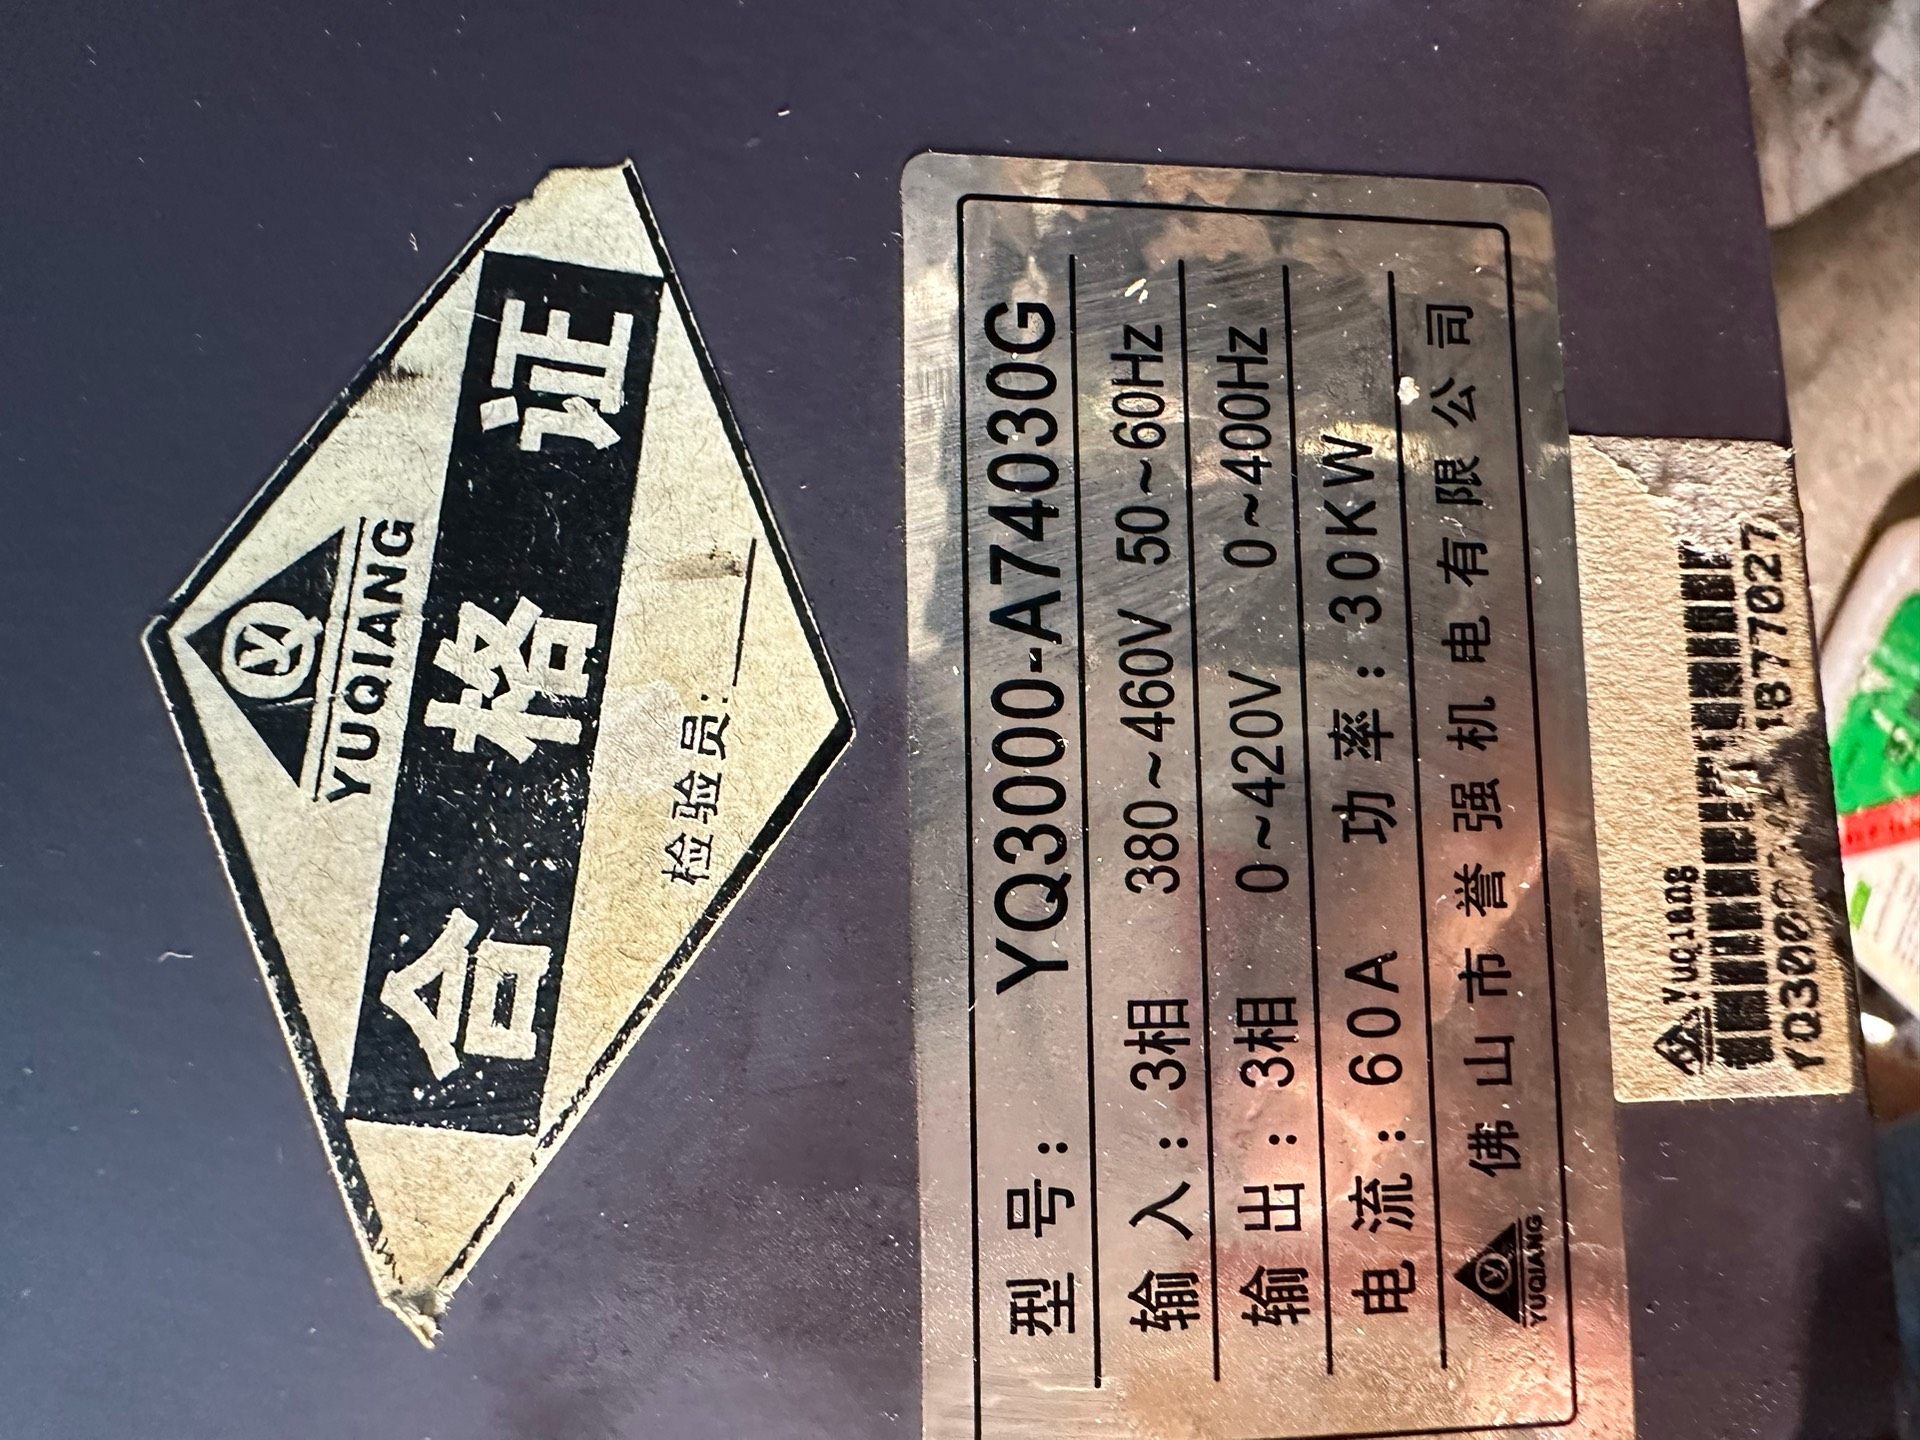 YUQIANG
合格证
检验员:
型号: YQ3000-A74030G
输入: 3相 380~460V 50~60Hz
输出: 3相 0~420V 0~400Hz
电流: 60A 功率: 30KW
YUQIANG 佛山市誉强机电有限公司
Yuqiang
YQ3000 1877027